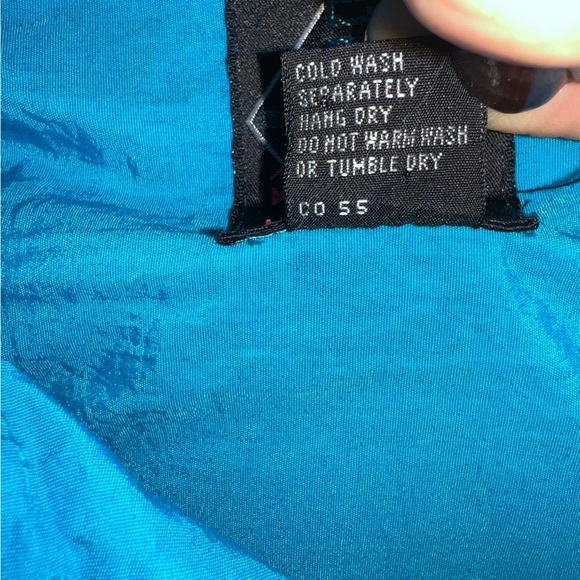 COLD WASH
SEPARATELY
HANG DRY
DO NOT WARM WASH
OR TUMBLE DRY
CO 55